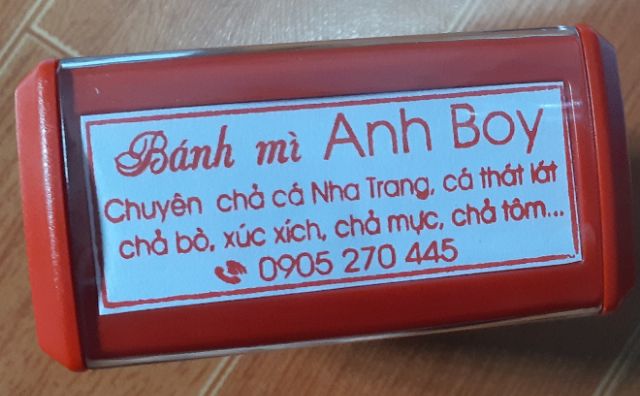 Bánh mì Anh Boy
Chuyên chả cá Nha Trang, cá thát lát
chả bò, xúc xích, chả mực, chả tôm...
0905 270 445